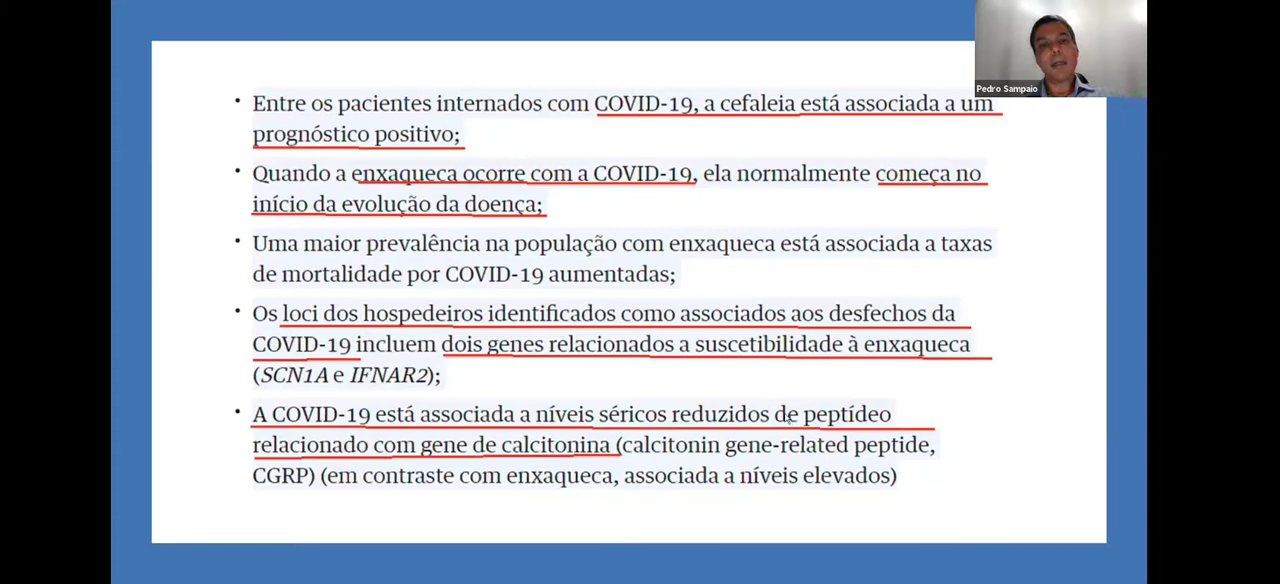 Pedro Sampaio
• Entre os pacientes internados com COVID-19, a cefaleia está associada a um
prognóstico positivo;
• Quando a enxaqueca ocorre com a COVID-19, ela normalmente começa no
início da evolução da doença;
• Uma maior prevalência na população com enxaqueca está associada a taxas
de mortalidade por COVID-19 aumentadas;
• Os loci dos hospedeiros identificados como associados aos desfechos da
COVID-19 incluem dois genes relacionados a suscetibilidade à enxaqueca
(SCN1A e IFNAR2);
• A COVID-19 está associada a níveis séricos reduzidos de peptídeo
relacionado com gene de calcitonina (calcitonin gene-related peptide,
CGRP) (em contraste com enxaqueca, associada a níveis elevados)